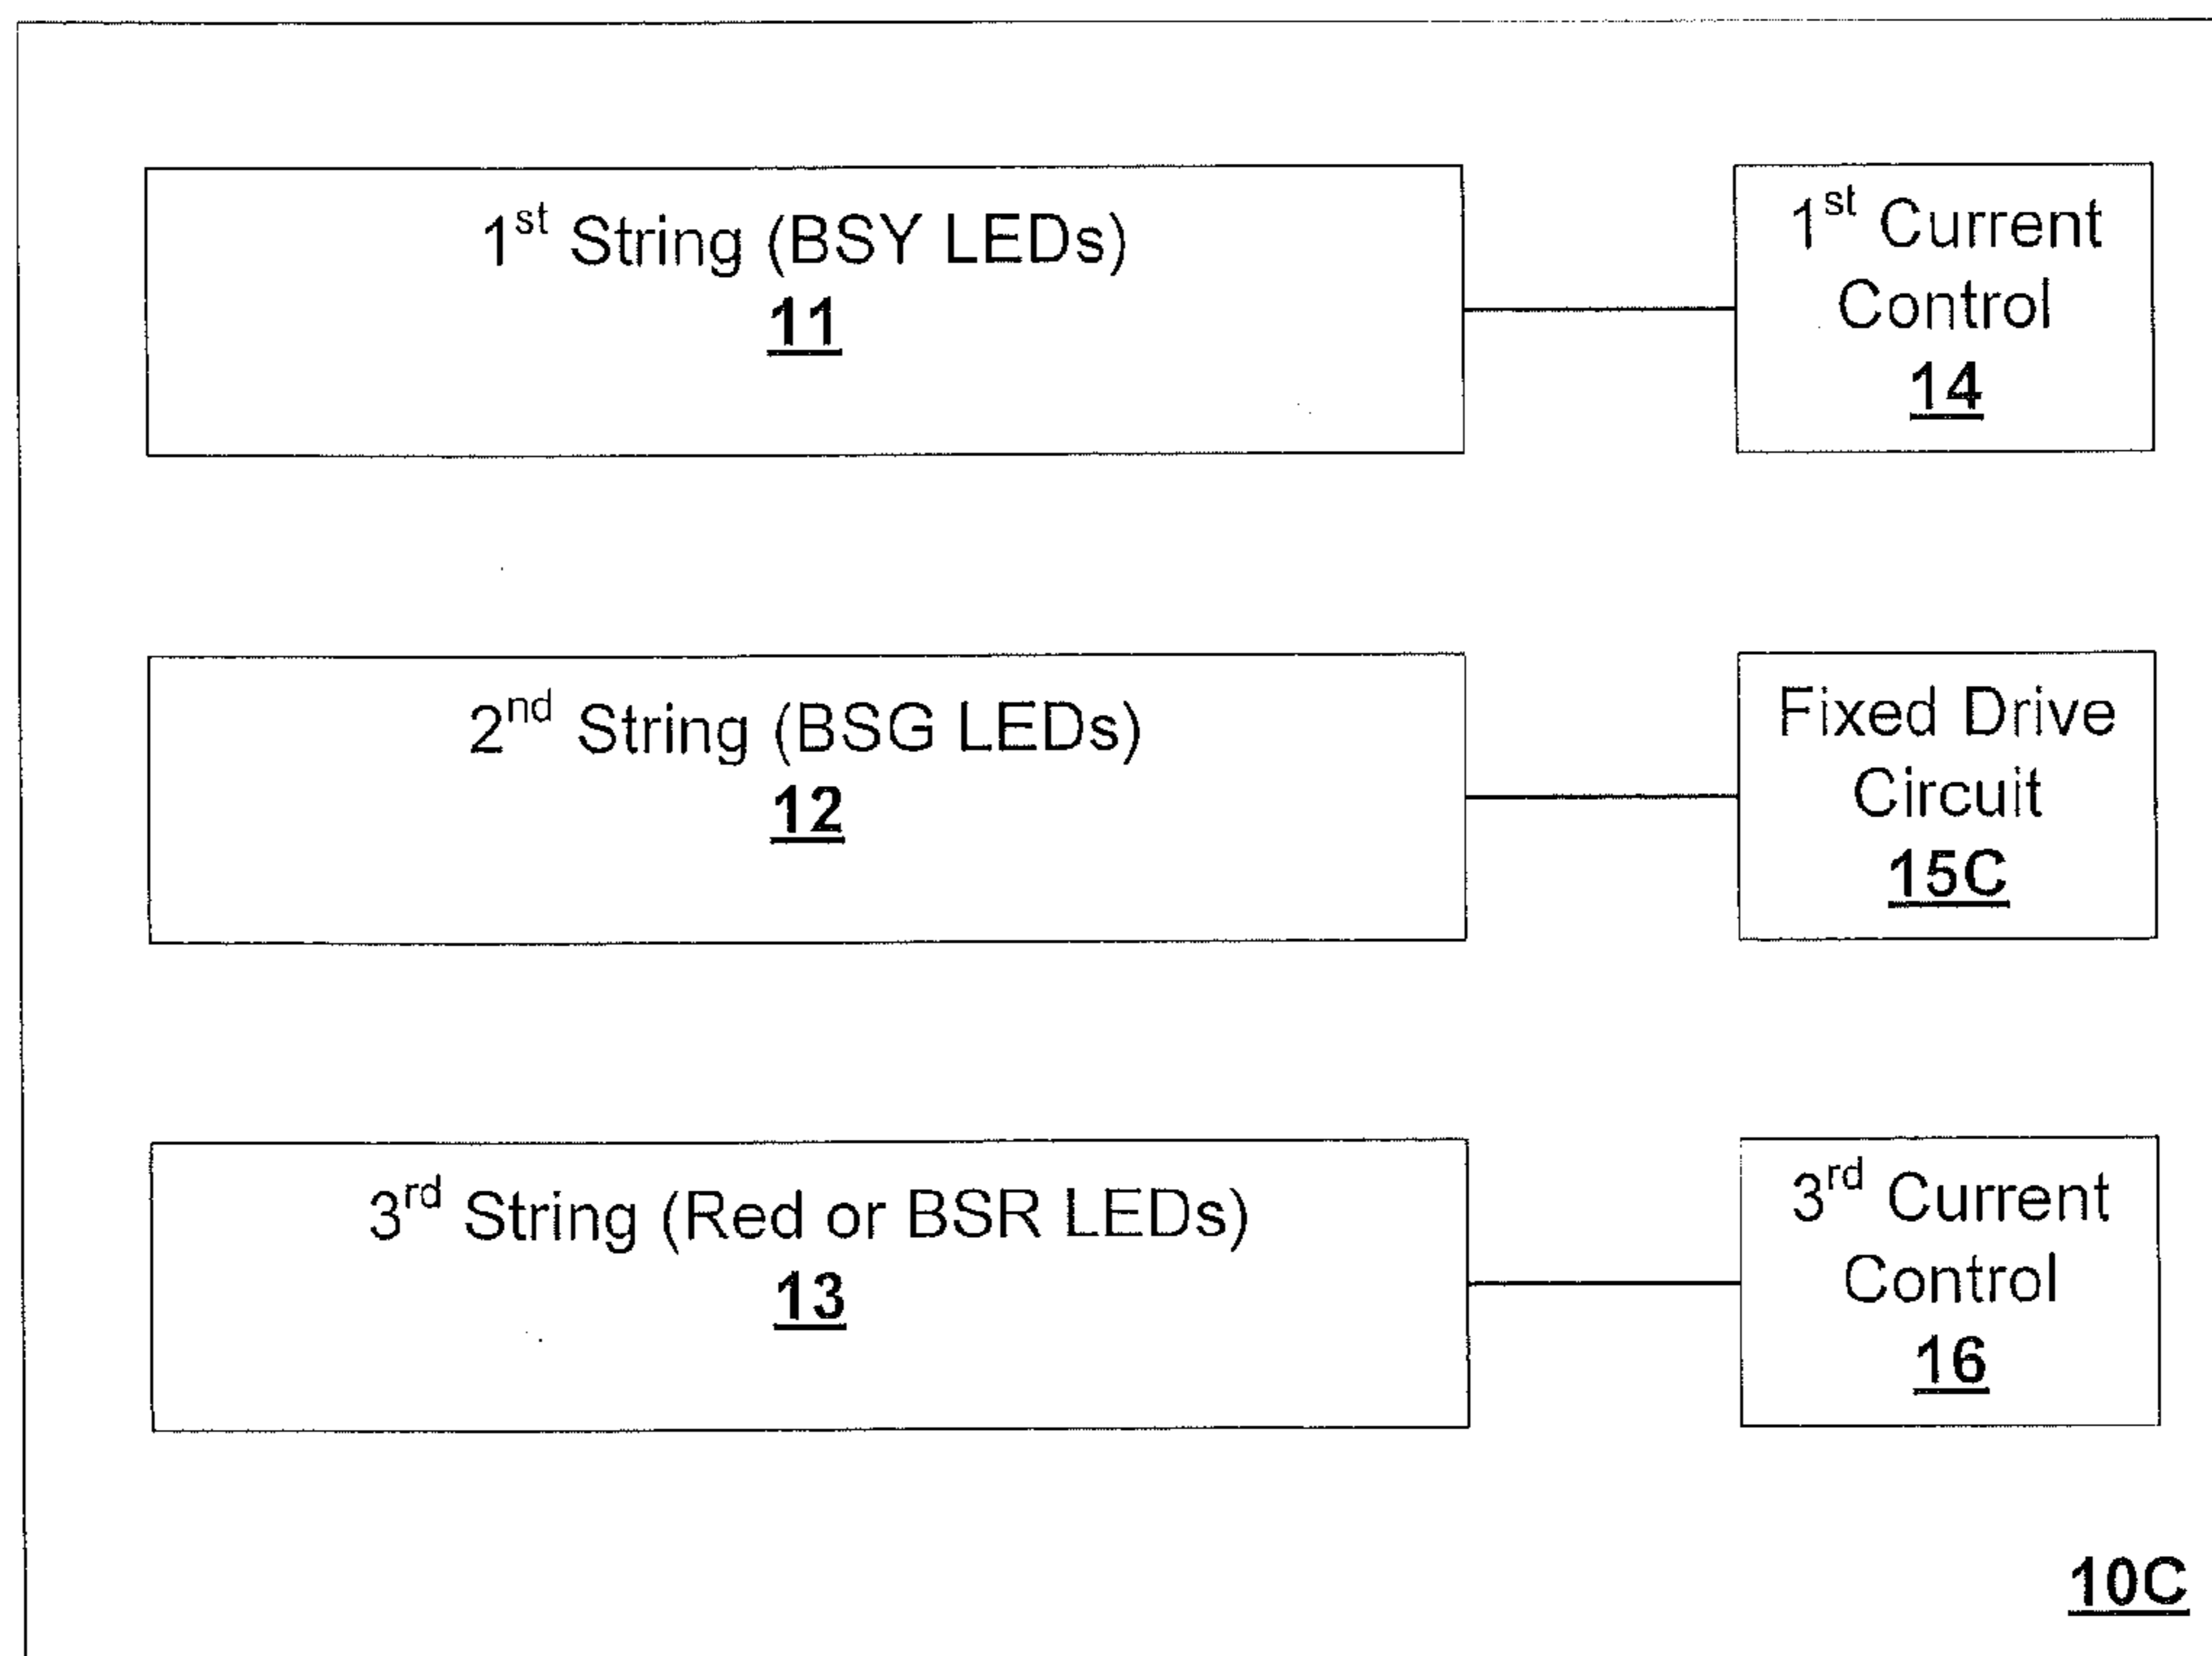 1st String (BSY LEDs)
11
1st Current
Control
14
2nd String (BSG LEDs)
12
Fixed Drive
Circuit
15C
3rd String (Red or BSR LEDs)
13
3rd Current
Control
16
10C